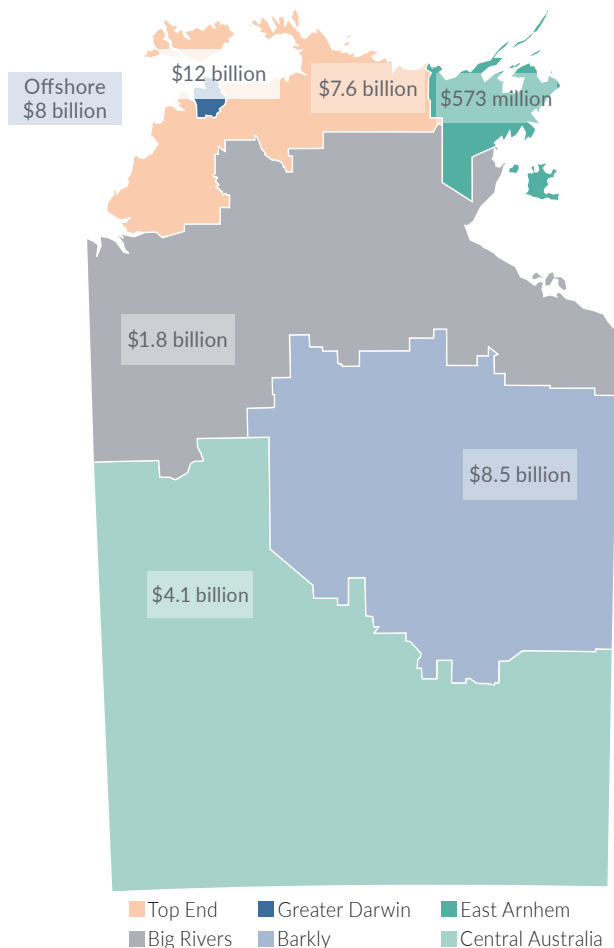 $12 billion
$7.6 billion
Offshore
$8 billion
$573 million
$1.8 billion
$8.5 billion
$4.1 billion
Top End
Greater Darwin
East Arnhem
Big Rivers
Barkly
Central Australia